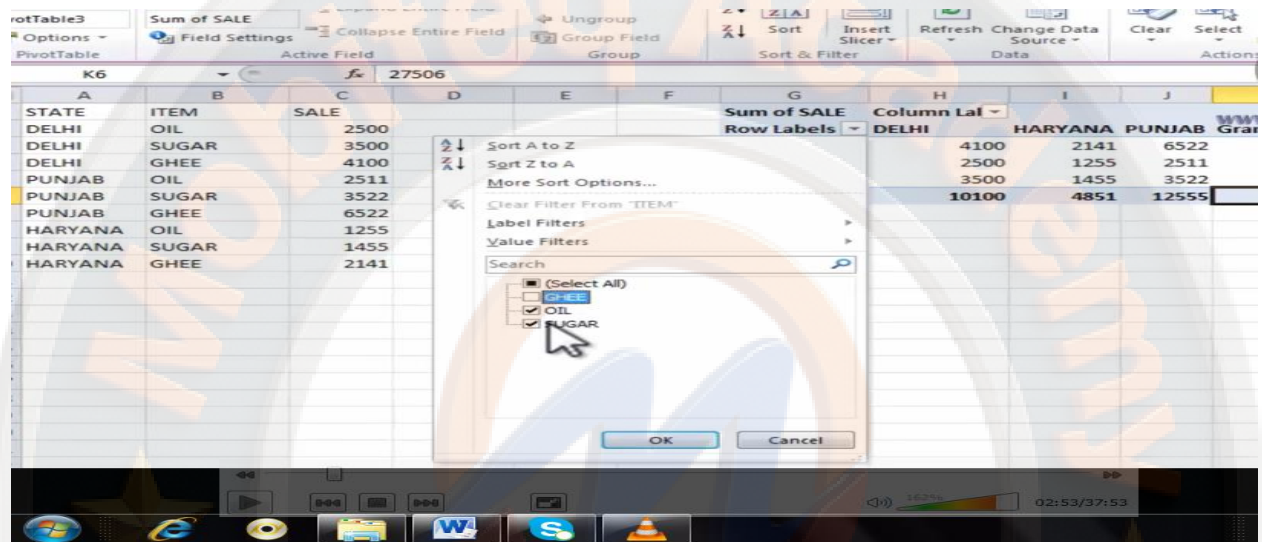 votTable3 Sum of SALE Expand Entire Field Ungroup
Options Field Settings Collapse Entire Field Group Field Sort Insert Slicer Refresh Change Data Source Clear Select
PivotTable Active Field Group Sort & Filter Data Actions
K6 fx 27506
A B C D E F G H I J
STATE ITEM SALE Sum of SALE Column Lal
DELHI OIL 2500 Row Labels DELHI HARYANA PUNJAB Gran
DELHI SUGAR 3500 4100 2141 6522
DELHI GHEE 4100 2500 1255 2511
PUNJAB OIL 2511 3500 1455 3522
PUNJAB SUGAR 3522 10100 4851 12555
PUNJAB GHEE 6522
HARYANA OIL 1255
HARYANA SUGAR 1455
HARYANA GHEE 2141
Sort A to Z
Sort Z to A
More Sort Options...
Clear Filter From "ITEM"
Label Filters
Value Filters
Search
(Select All)
GHEE
OIL
SUGAR
OK Cancel
162% 02:53/37:53